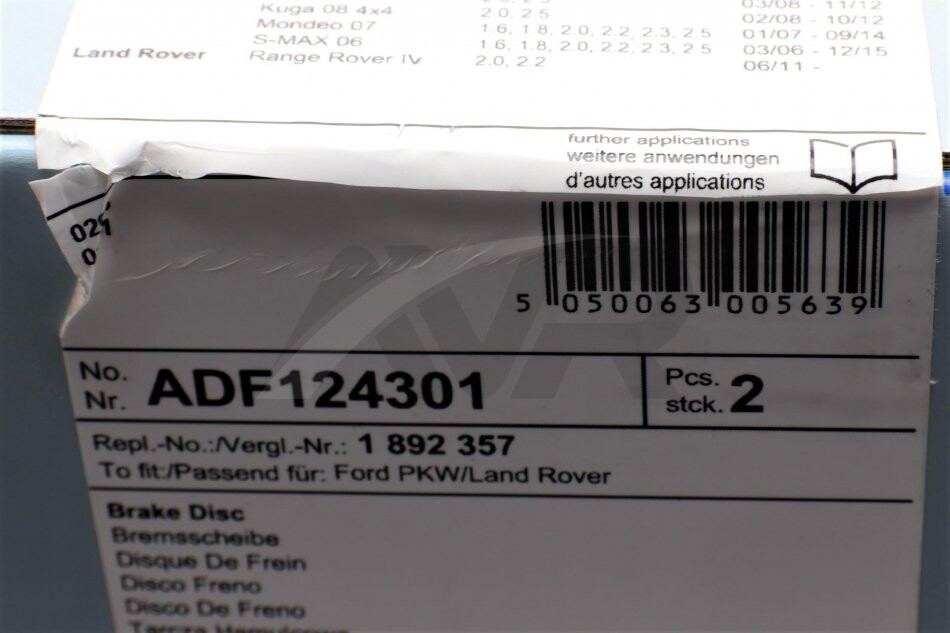 Kuga 08 4x4 2.0, 2.5 03/08 - 11/12
Mondeo 07 1.6, 1.8, 2.0, 2.2, 2.3, 2.5 02/08 - 10/12
S-MAX 06 1.6, 1.8, 2.0, 2.2, 2.3, 2.5 01/07 - 09/14
Land Rover Range Rover IV 2.0, 2.2 03/06 - 12/15
06/11 -
further applications
weitere anwendungen
d'autres applications
029
0
5 050063 005639
No.
Nr. ADF124301
Pcs.
stck. 2
Repl.-No.:/Vergl.-Nr.: 1 892 357
To fit:/Passend für: Ford PKW/Land Rover
Brake Disc
Bremsscheibe
Disque De Frein
Disco Freno
Disco De Freno